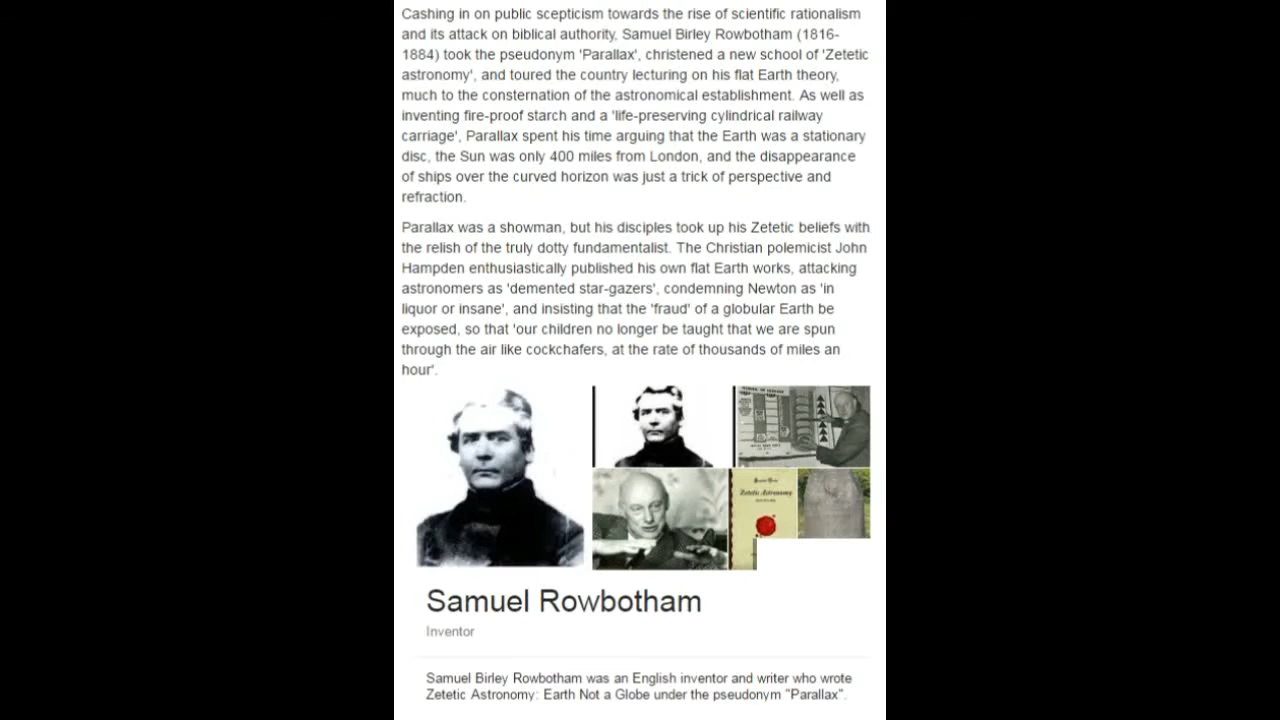 Cashing in on public scepticism towards the rise of scientific rationalism
and its attack on biblical authority, Samuel Birley Rowbotham (1816-
1884) took the pseudonym 'Parallax', christened a new school of 'Zetetic
astronomy', and toured the country lecturing on his flat Earth theory,
much to the consternation of the astronomical establishment. As well as
inventing fire-proof starch and a 'life-preserving cylindrical railway
carriage', Parallax spent his time arguing that the Earth was a stationary
disc, the Sun was only 400 miles from London, and the disappearance
of ships over the curved horizon was just a trick of perspective and
refraction.
Parallax was a showman, but his disciples took up his Zetetic beliefs with
the relish of the truly dotty fundamentalist. The Christian polemicist John
Hampden enthusiastically published his own flat Earth works, attacking
astronomers as 'demented star-gazers', condemning Newton as 'in
liquor or insane', and insisting that the 'fraud' of a globular Earth be
exposed, so that 'our children no longer be taught that we are spun
through the air like cockchafers, at the rate of thousands of miles an
hour'.
Zetetic Astronomy
Samuel Rowbotham
Inventor
Samuel Birley Rowbotham was an English inventor and writer who wrote
Zetetic Astronomy: Earth Not a Globe under the pseudonym "Parallax".